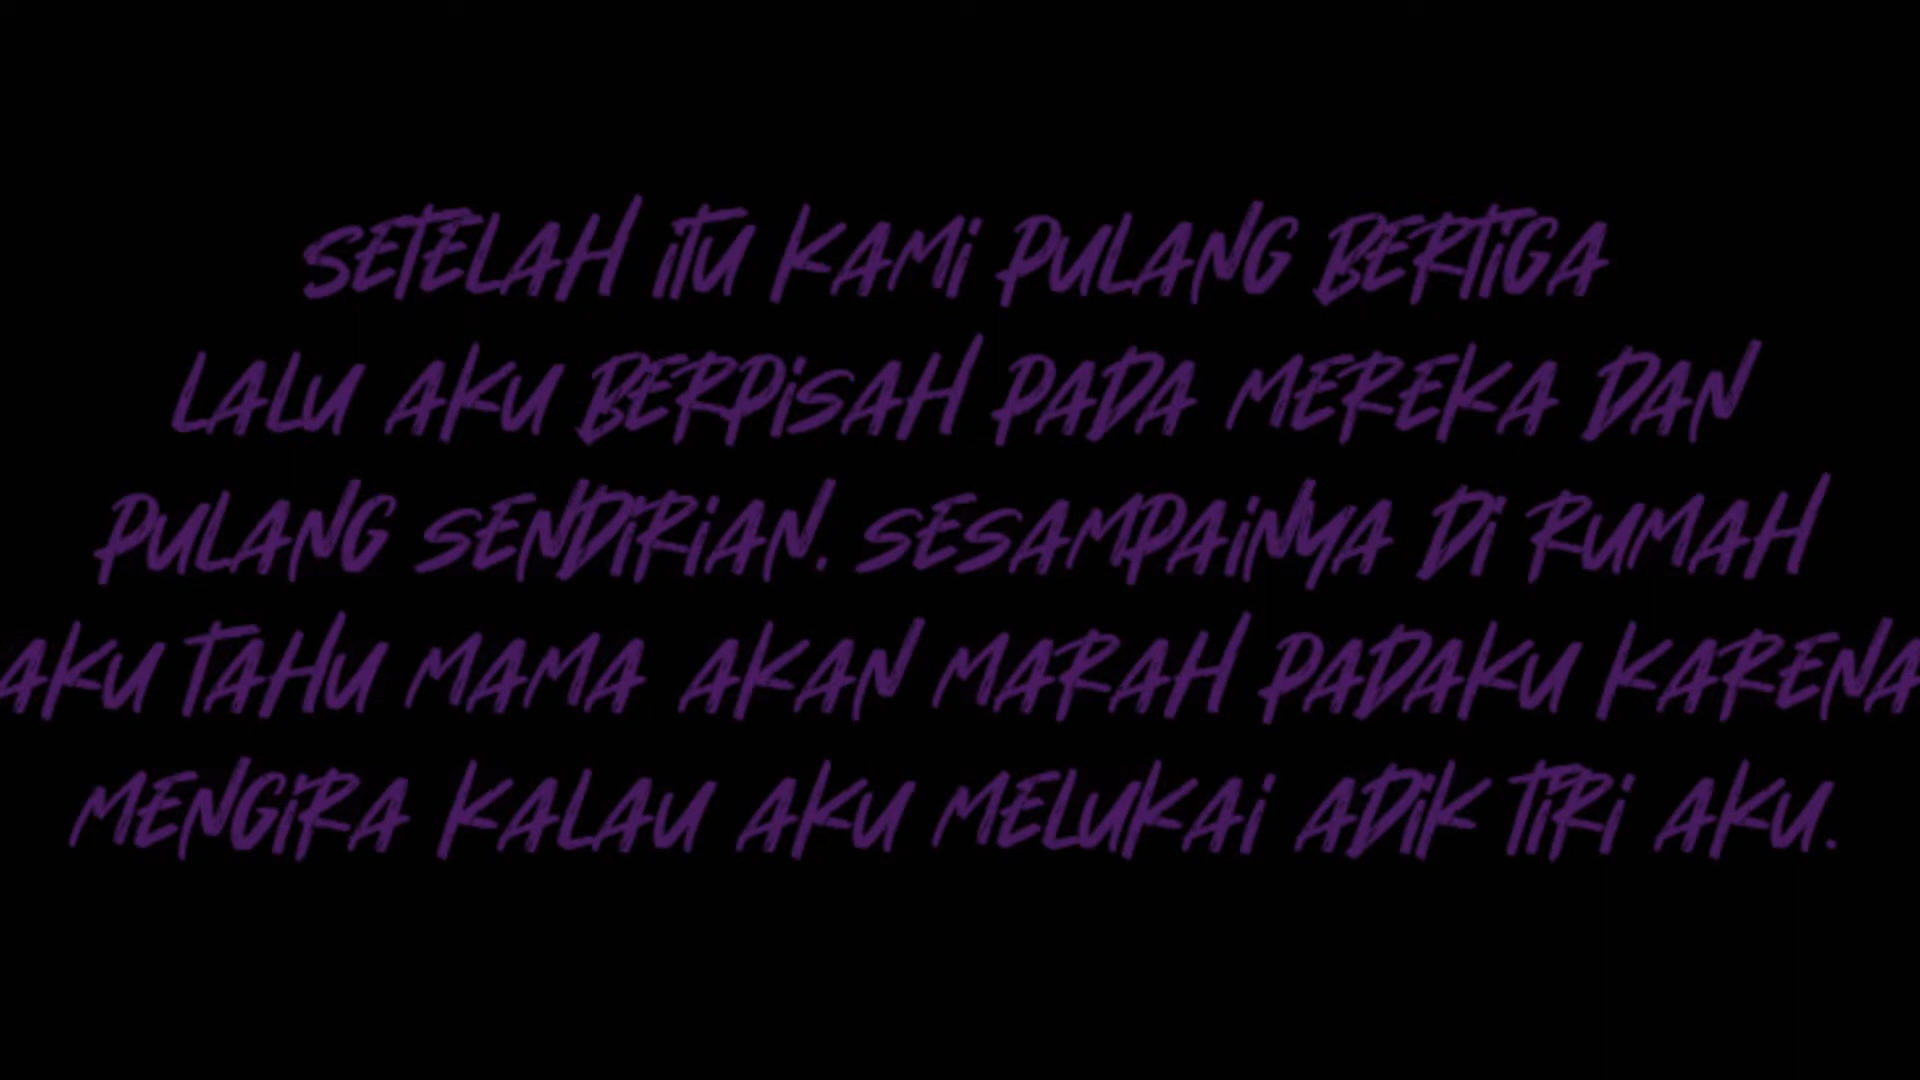 SETELAH iTU KAMi PULANG BERTiGA
LALU AKU BERPiSAH PADA MEREKA DAN
PULANG SENDiRiAN. SESAMPAiNYA Di RUMAH
AKU TAHU MAMA AKAN MARAH PADAKU KARENA
MENGiRA KALAU AKU MELUKAi ADiK TiRi AKU.